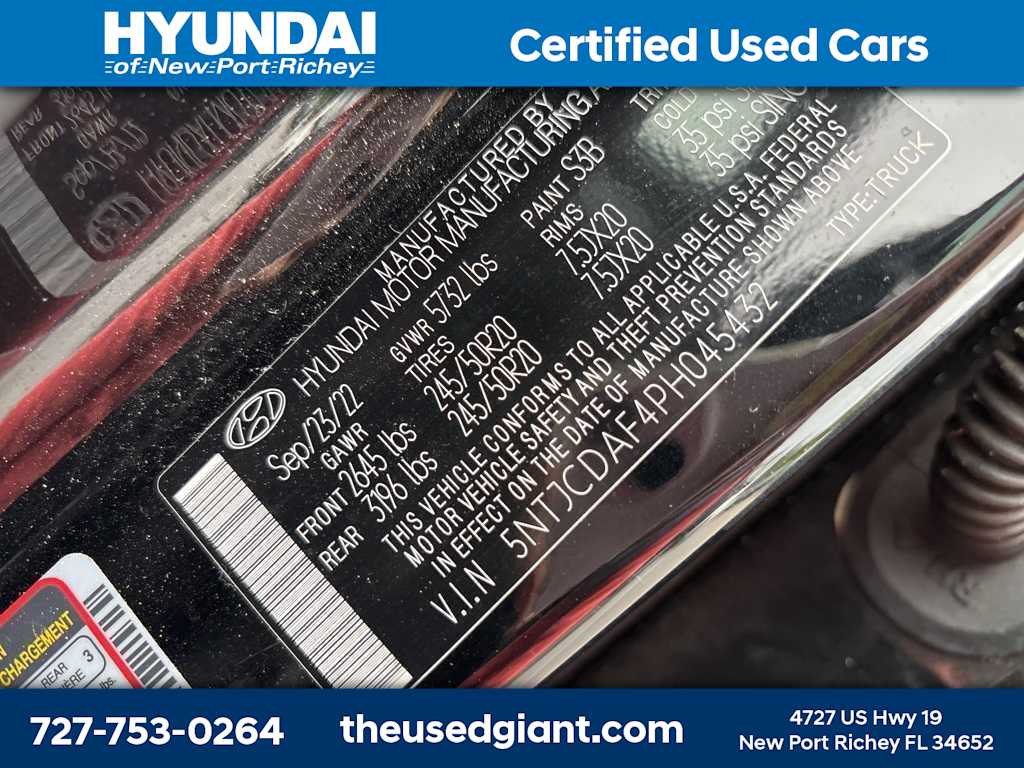 HYUNDAI
of New Port Richey
Certified Used Cars
MANUFACTURED BY
HYUNDAI MOTOR MANUFACTURING,
Sep/23/22
GVWR 5732 lbs
PAINT S3B
GAWR
TIRES
RIMS
COLD
FRONT 2645 lbs
245/50R20
7.5JX20
35 psi
REAR 3196 lbs
245/50R20
7.5JX20
35 psi
THIS VEHICLE CONFORMS TO ALL APPLICABLE U.S.A. FEDERAL
MOTOR VEHICLE SAFETY AND THEFT PREVENTION STANDARDS
IN EFFECT ON THE DATE OF MANUFACTURE SHOWN ABOVE
V.I.N 5NTJCDAF4PH045432
TYPE:TRUCK
CHARGEMENT
REAR 3
727-753-0264
theusedgiant.com
4727 US Hwy 19
New Port Richey FL 34652